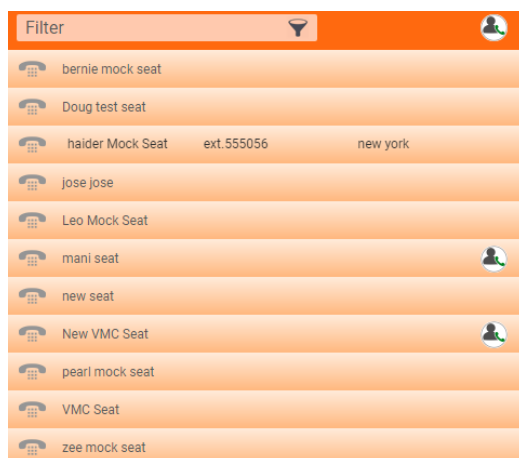 Filter
bernie mock seat
Doug test seat
haider Mock Seat ext.555056 new york
jose jose
Leo Mock Seat
mani seat
new seat
New VMC Seat
pearl mock seat
VMC Seat
zee mock seat